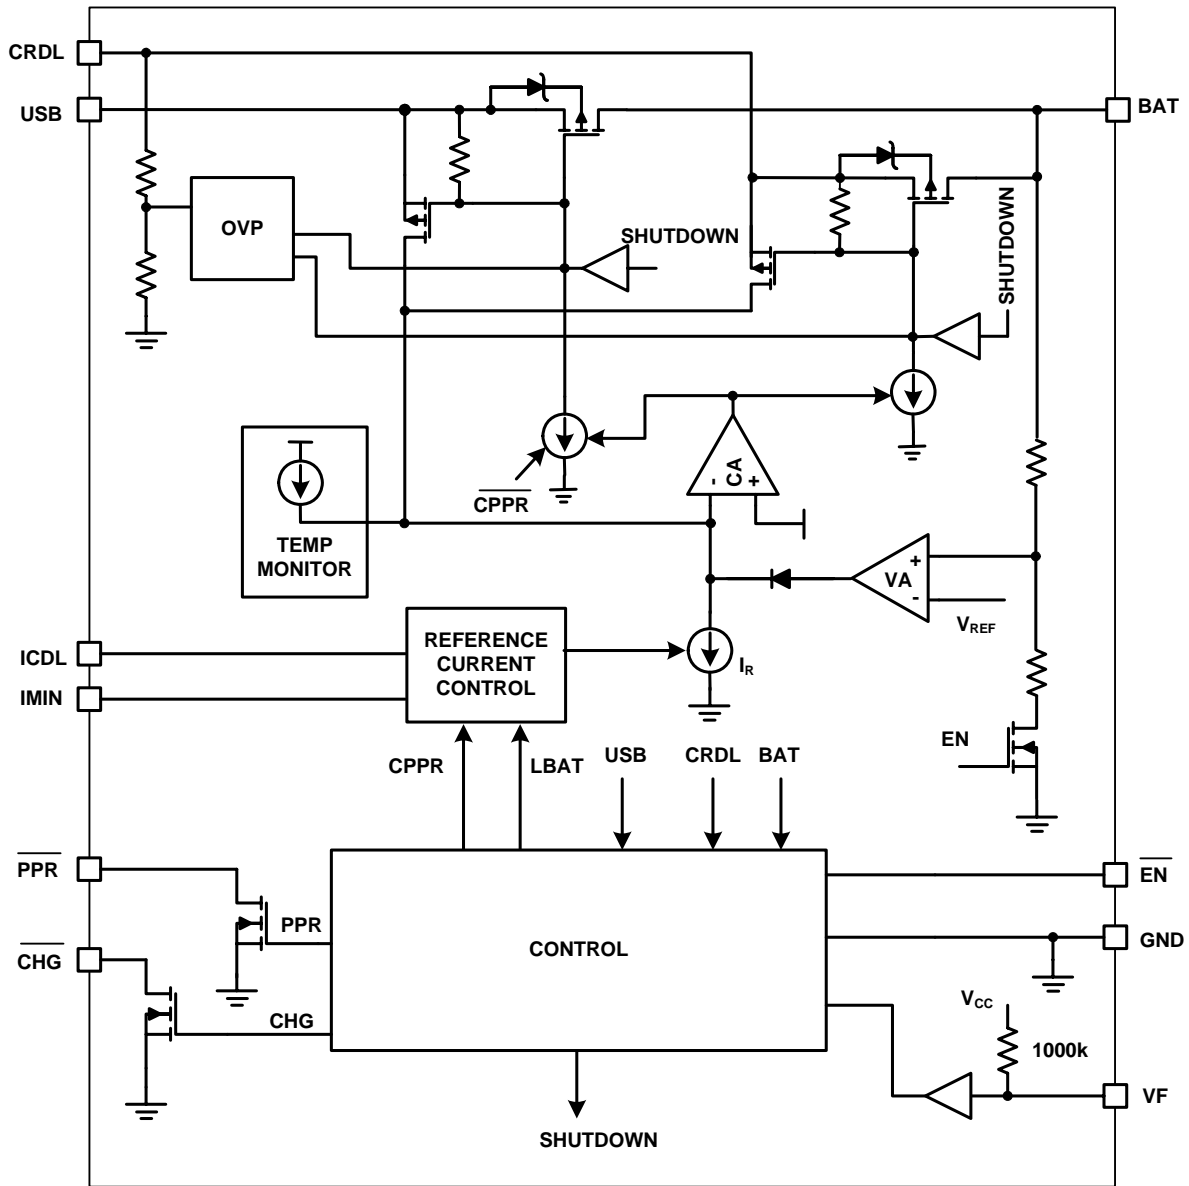 CRDL
USB
BAT
OVP
SHUTDOWN
SHUTDOWN
CPPR
- CA +
TEMP
MONITOR
+
VA
-
VREF
ICDL
IMIN
REFERENCE
CURRENT
CONTROL
IR
EN
CPPR
LBAT
USB
CRDL
BAT
PPR
CHG
PPR
CHG
CONTROL
EN
GND
VCC
1000k
VF
SHUTDOWN